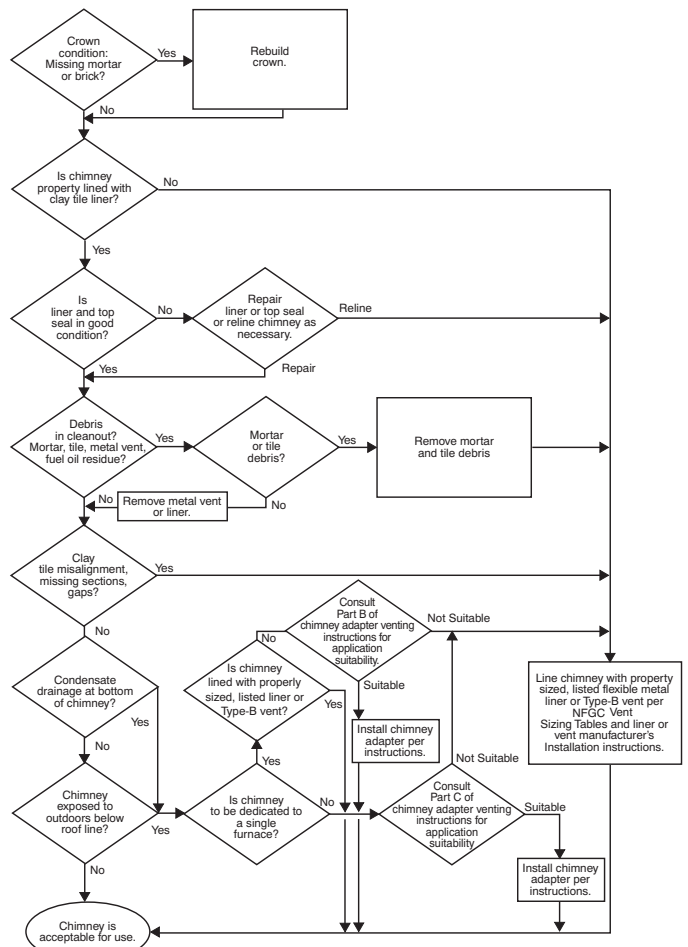 Crown
condition:
Missing mortar
or brick?
Yes
Rebuild
crown.
No
Is chimney
property lined with
clay tile liner?
No
Yes
Is
liner and top
seal in good
condition?
No
Repair
liner or top seal
or reline chimney as
necessary.
Reline
Yes
Repair
Debris
in cleanout?
Mortar, tile, metal vent,
fuel oil residue?
Yes
Mortar
or tile
debris?
Yes
Remove mortar
and tile debris
No
Remove metal vent
or liner.
No
Clay
tile misalignment,
missing sections,
gaps?
Yes
No
Condensate
drainage at bottom
of chimney?
Yes
No
Chimney
exposed to
outdoors below
roof line?
Yes
No
Is chimney
to be dedicated to
a single
furnace?
Yes
No
Is chimney
lined with properly
sized, listed liner or
Type-B vent?
No
Yes
Consult
Part B of
chimney adapter venting
instructions for
application
suitability.
Not Suitable
Suitable
Install chimney
adapter per
instructions.
Consult
Part C of
chimney adapter venting
instructions for
application
suitability
Not Suitable
Suitable
Install chimney
adapter per
instructions.
Line chimney with property
sized, listed flexible metal
liner or Type-B vent per
NFGC Vent
Sizing Tables and liner or
vent manufacturer's
Installation instructions.
Chimney is
acceptable for use.